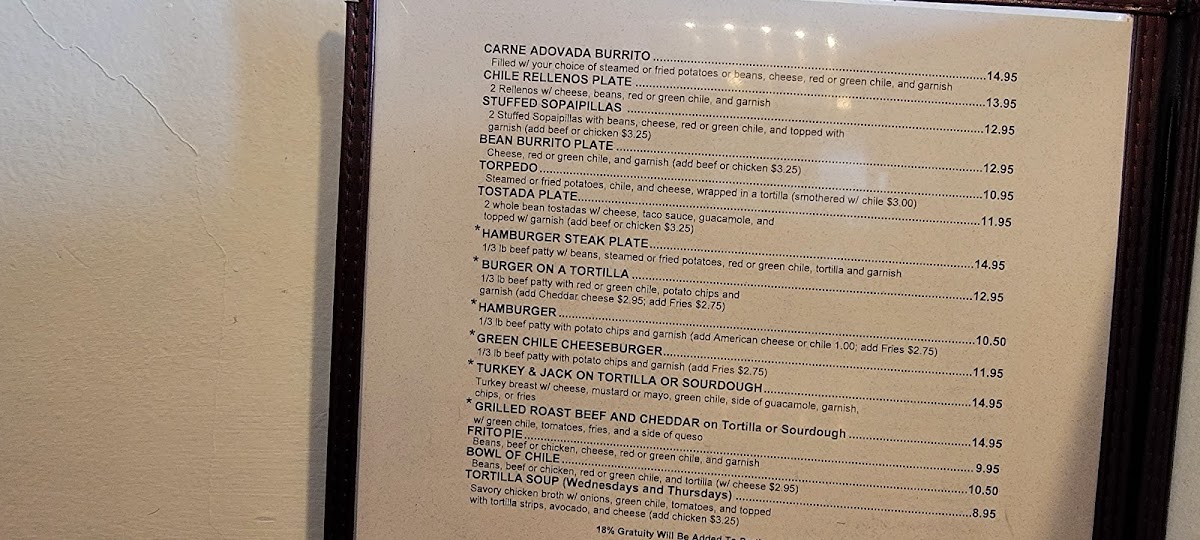 CARNE ADOVADA BURRITO ........................14.95
Filled w/ your choice of steamed or fried potatoes or beans, cheese, red or green chile, and garnish
CHILE RELLENOS PLATE ........................13.95
2 Rellenos w/ cheese, beans, red or green chile, and garnish
STUFFED SOPAIPILLAS ........................12.95
2 Stuffed Sopaipillas with beans, cheese, red or green chile, and topped with
garnish (add beef or chicken $3.25)
BEAN BURRITO PLATE ........................12.95
Cheese, red or green chile, and garnish (add beef or chicken $3.25)
TORPEDO........................10.95
Steamed or fried potatoes, chile, and cheese, wrapped in a tortilla (smothered w/ chile $3.00)
TOSTADA PLATE........................11.95
2 whole bean tostadas w/ cheese, taco sauce, guacamole, and
topped w/ garnish (add beef or chicken $3.25)
*HAMBURGER STEAK PLATE........................14.95
1/3 lb beef patty w/ beans, steamed or fried potatoes, red or green chile, tortilla and garnish
* BURGER ON A TORTILLA ........................12.95
1/3 lb beef patty with red or green chile, potato chips and
garnish (add Cheddar cheese $2.95; add Fries $2.75)
*HAMBURGER........................10.50
1/3 lb beef patty with potato chips and garnish (add American cheese or chile 1.00; add Fries $2.75)
*GREEN CHILE CHEESEBURGER........................11.95
1/3 lb beef patty with potato chips and garnish (add Fries $2.75)
* TURKEY & JACK ON TORTILLA OR SOURDOUGH........................14.95
Turkey breast w/ cheese, mustard or mayo, green chile, side of guacamole, garnish,
chips, or fries
* GRILLED ROAST BEEF AND CHEDDAR on Tortilla or Sourdough ........................14.95
w/ green chile, tomatoes, fries, and a side of queso
FRITO PIE........................9.95
Beans, beef or chicken, cheese, red or green chile, and garnish
BOWL OF CHILE........................10.50
Beans, beef or chicken, red or green chile, and tortilla (w/ cheese $2.95)
TORTILLA SOUP (Wednesdays and Thursdays) ........................8.95
Savory chicken broth w/ onions, green chile, tomatoes, and topped
with tortilla strips, avocado, and cheese (add chicken $3.25)
18% Gratuity Will Be Added To